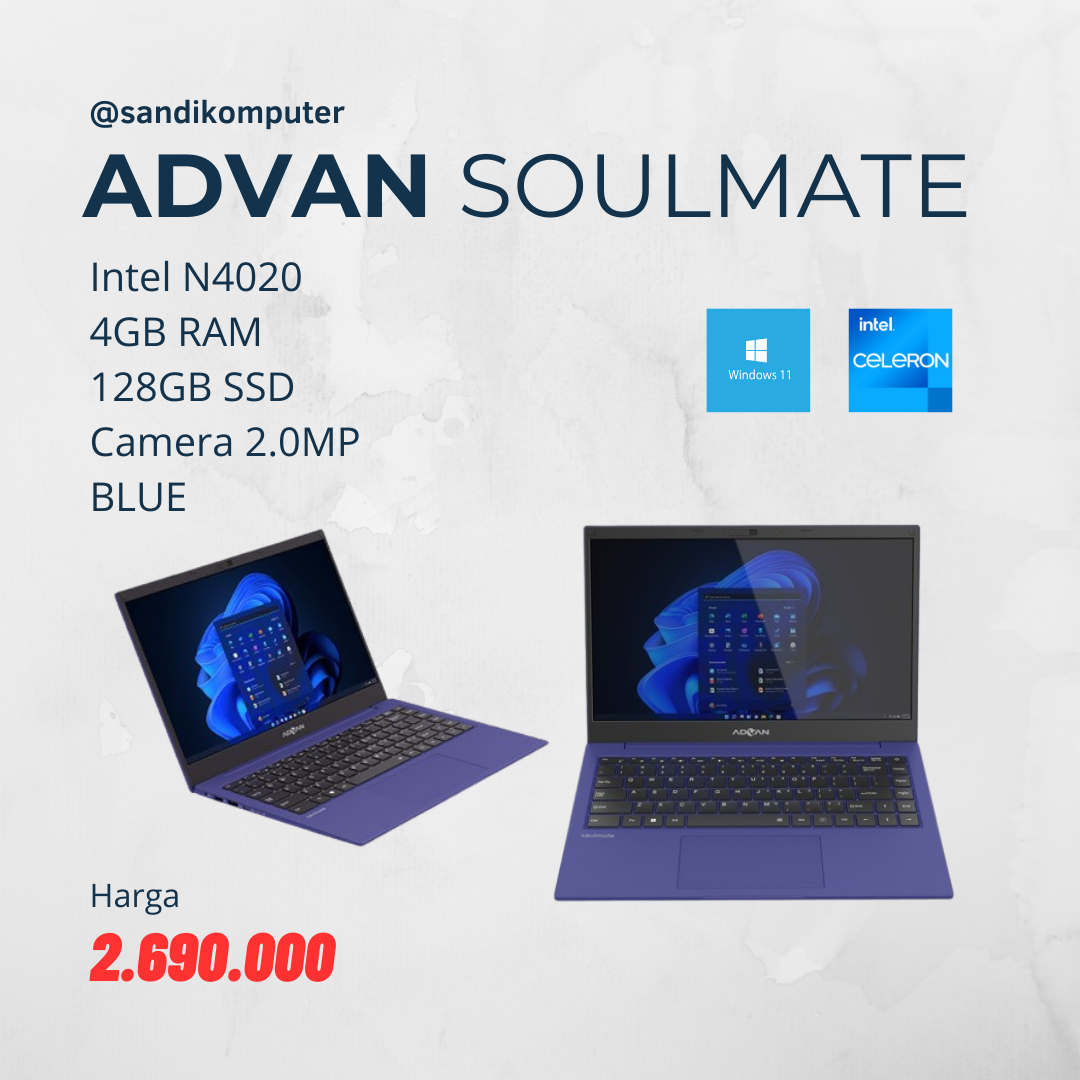 @sandikomputer
ADVAN SOULMATE
Intel N4020
4GB RAM
128GB SSD
Camera 2.0MP
BLUE
Windows 11
intel.
CELERON
ADVAN
ADVAN
soulmate
Harga
2.690.000